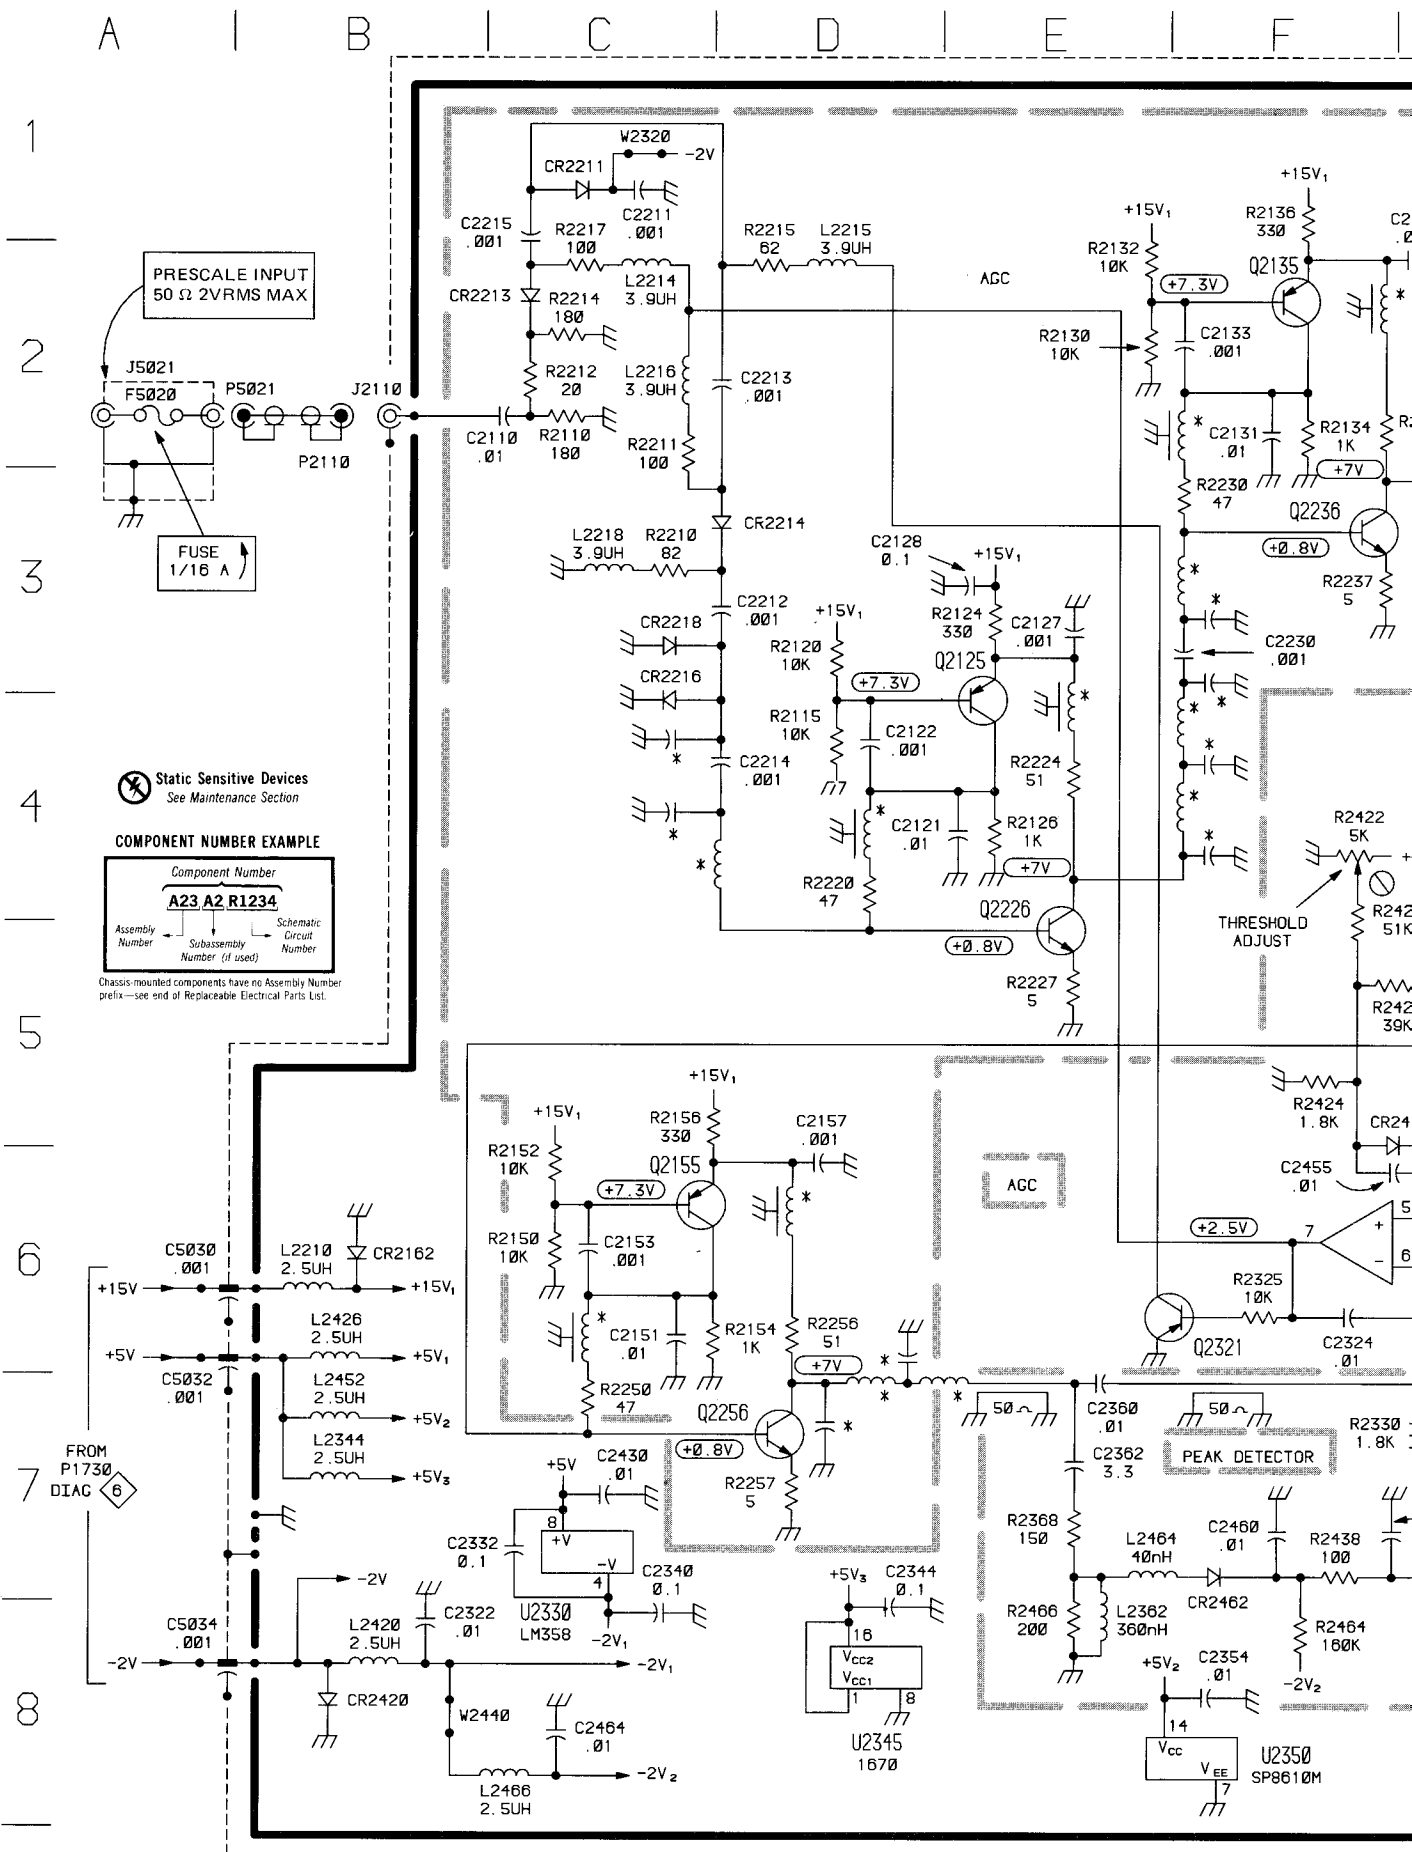 A B C D E F
1
W2320
CR2211
-2V
+15V₁
C2215
.001
R2217
100
C2211
.001
R2215
62
L2215
3.9UH
+15V₁
R2136
330
PRESCALE INPUT
50 Ω 2VRMS MAX
CR2213
R2214
180
L2214
3.9UH
AGC
R2132
10K
+7.3V
Q2135
2
R2130
10K
C2133
.001
*
J5021
F5020
P5021
J2110
R2212
20
L2216
3.9UH
C2213
.001
P2110
C2110
.01
R2110
180
R2211
100
*
C2131
.01
R2134
1K
+7V
R2230
47
Q2236
CR2214
3
FUSE
1/16 A
L2218
3.9UH
R2210
82
C2128
0.1
+15V₁
+0.8V
R2237
5
*
C2212
.001
+15V₁
R2124
330
C2127
.001
*
CR2218
R2120
10K
Q2125
C2230
.001
CR2216
+7.3V
*
*
R2115
10K
C2122
.001
*
*
*
C2214
.001
R2224
51
4
Static Sensitive Devices
See Maintenance Section
*
*
COMPONENT NUMBER EXAMPLE
Component Number
A23 A2 R1234
Assembly
Number
Subassembly
Number (if used)
Schematic
Circuit
Number
Chassis-mounted components have no Assembly Number
prefix—see end of Replaceable Electrical Parts List.
*
*
C2121
.01
R2126
1K
*
R2422
5K
+7V
R2220
47
Q2226
THRESHOLD
ADJUST
51K
+0.8V
R2227
5
39K
5
+15V₁
R2424
1.8K
+15V₁
R2156
330
C2157
.001
R2152
10K
Q2155
AGC
C2455
.01
+7.3V
*
+2.5V
7
5
+
-
6
6
C5030
.001
L2210
2.5UH
CR2162
R2150
10K
C2153
.001
R2325
10K
+15V
+15V₁
L2426
2.5UH
*
C2151
.01
R2154
1K
R2256
51
Q2321
C2324
.01
+5V
+5V₁
+7V
*
C5032
.001
L2452
2.5UH
R2250
47
*
*
+5V₂
Q2256
*
50Ω
C2360
.01
50Ω
R2330
1.8K
L2344
2.5UH
+0.8V
C2362
3.3
PEAK DETECTOR
7
FROM
P1730
DIAG 6
+5V₃
+5V
C2430
.01
R2257
5
8
+V
-V
4
C2332
0.1
R2368
150
L2464
40nH
C2460
.01
R2438
100
C2340
0.1
+5V₃
C2344
0.1
CR2462
-2V
C5034
.001
L2420
2.5UH
C2322
.01
U2330
LM358
-2V₁
16
VCC2
VCC1
1
8
R2466
200
L2362
360nH
R2464
160K
-2V
-2V₁
+5V₂
C2354
.01
-2V₂
8
CR2420
W2440
C2464
.01
U2345
1670
14
VCC
VEE
7
U2350
SP8610M
L2466
2.5UH
-2V₂